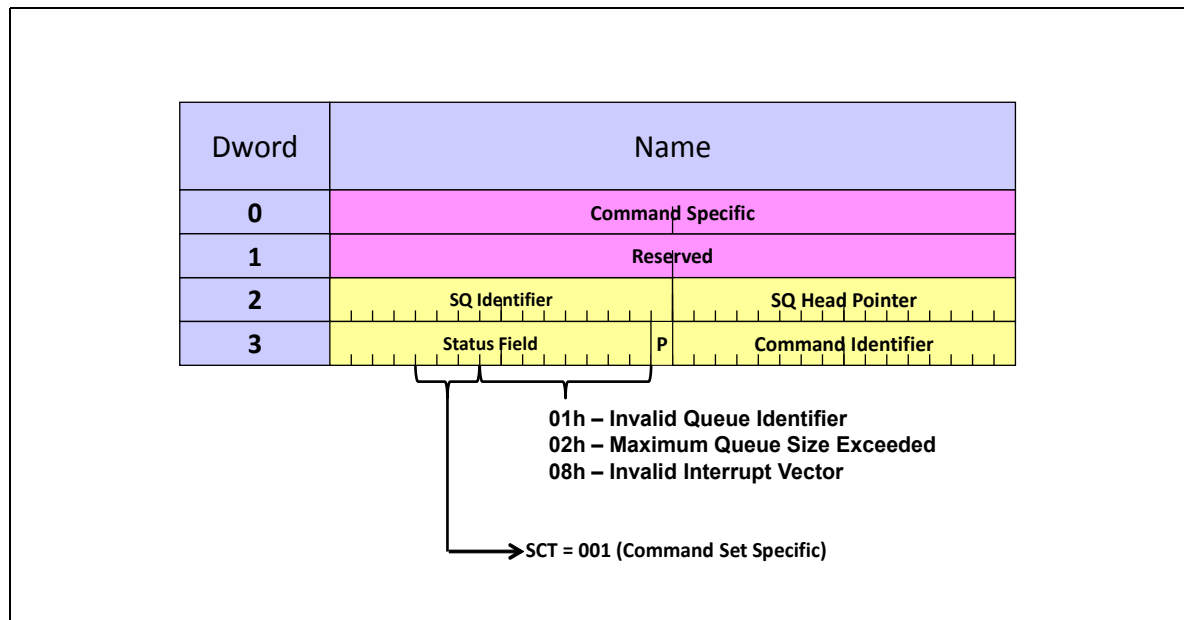 Dword Name
0 Command Specific
1 Reserved
2 SQ Identifier SQ Head Pointer
3 Status Field P Command Identifier
01h – Invalid Queue Identifier
02h – Maximum Queue Size Exceeded
08h – Invalid Interrupt Vector
SCT = 001 (Command Set Specific)